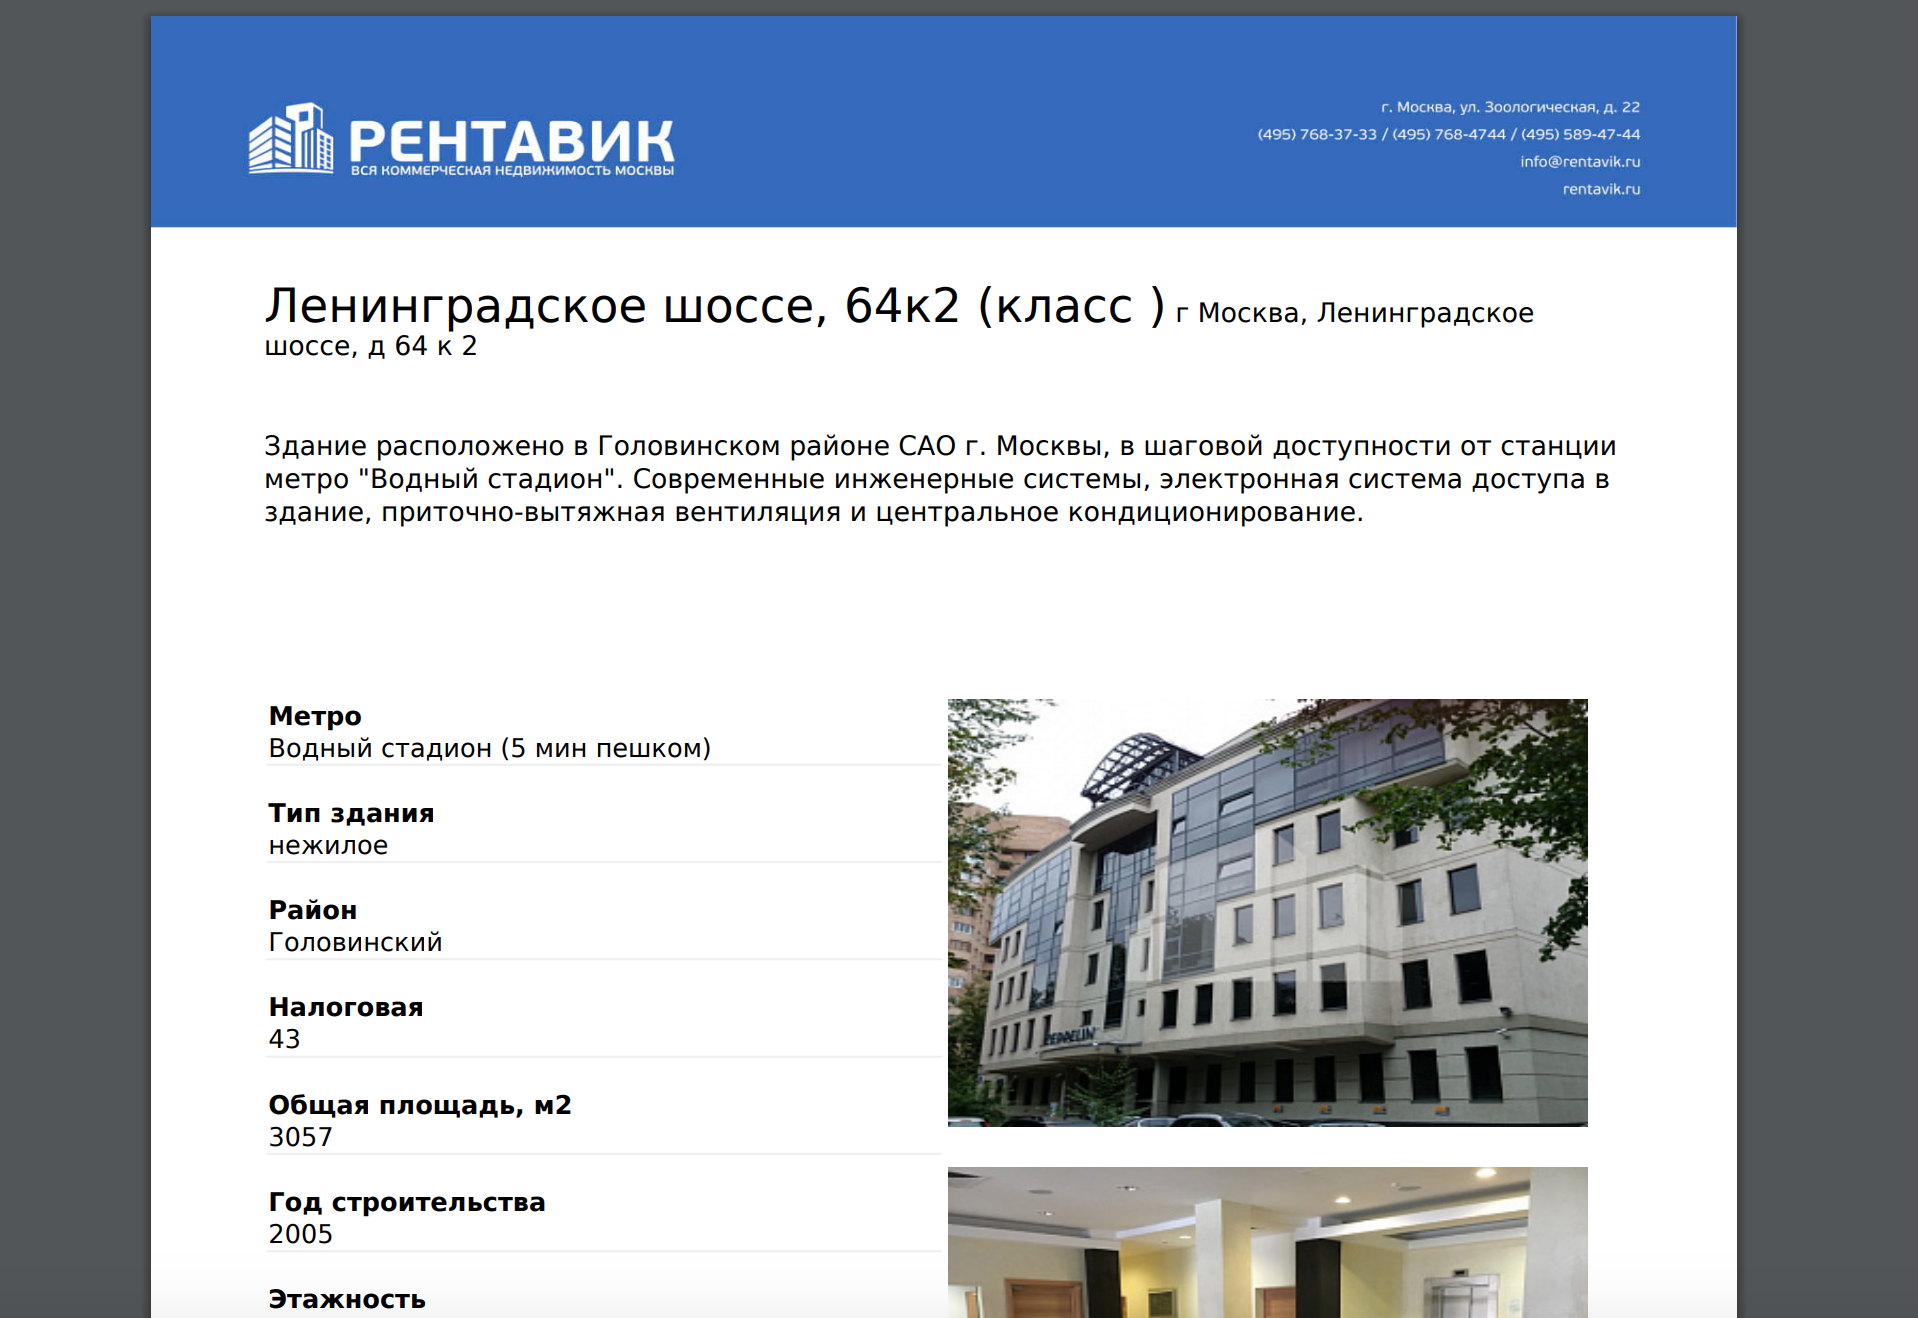 РЕНТАВИК
ВСЯ КОММЕРЧЕСКАЯ НЕДВИЖИМОСТЬ МОСКВЫ
г. Москва, ул. Зоологическая, д. 22
(495) 768-37-33 / (495) 768-4744 / (495) 589-47-44
info@rentavik.ru
rentavik.ru
Ленинградское шоссе, 64к2 (класс ) г Москва, Ленинградское
шоссе, д 64 к 2
Здание расположено в Головинском районе САО г. Москвы, в шаговой доступности от станции
метро "Водный стадион". Современные инженерные системы, электронная система доступа в
здание, приточно-вытяжная вентиляция и центральное кондиционирование.
Метро
Водный стадион (5 мин пешком)
Тип здания
нежилое
Район
Головинский
Налоговая
43
Общая площадь, м2
3057
Год строительства
2005
Этажность
ZEPPELIN